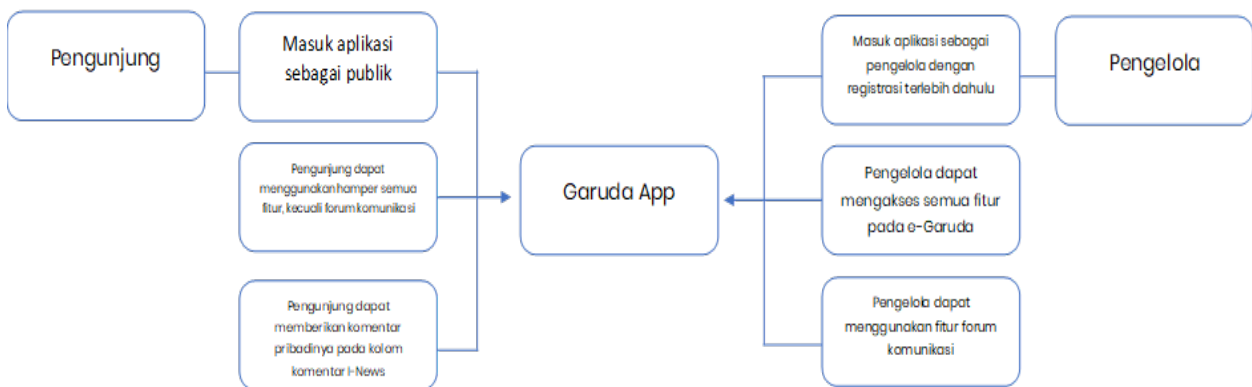 Pengunjung
Masuk aplikasi
sebagai publik
Pengunjung dapat
menggunakan hamper semua
fitur, kecuali forum komunikasi
Pengunjung dapat
memberikan komentar
pribadinya pada kolom
komentar I-News
Garuda App
Masuk aplikasi sebagai
pengelola dengan
registrasi terlebih dahulu
Pengelola
Pengelola dapat
mengakses semua fitur
pada e-Garuda
Pengelola dapat
menggunakan fitur forum
komunikasi